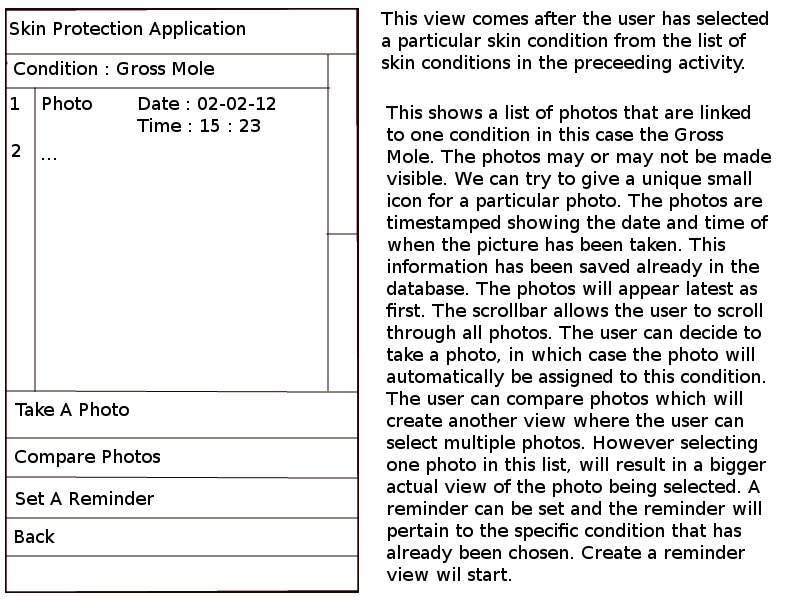 Skin Protection Application
Condition : Gross Mole
1 Photo Date : 02-02-12
Time : 15 : 23
2 ...
Take A Photo
Compare Photos
Set A Reminder
Back
This view comes after the user has selected
a particular skin condition from the list of
skin conditions in the preceeding activity.
This shows a list of photos that are linked
to one condition in this case the Gross
Mole. The photos may or may not be made
visible. We can try to give a unique small
icon for a particular photo. The photos are
timestamped showing the date and time of
when the picture has been taken. This
information has been saved already in the
database. The photos will appear latest as
first. The scrollbar allows the user to scroll
through all photos. The user can decide to
take a photo, in which case the photo will
automatically be assigned to this condition.
The user can compare photos which will
create another view where the user can
select multiple photos. However selecting
one photo in this list, will result in a bigger
actual view of the photo being selected. A
reminder can be set and the reminder will
pertain to the specific condition that has
already been chosen. Create a reminder
view wil start.